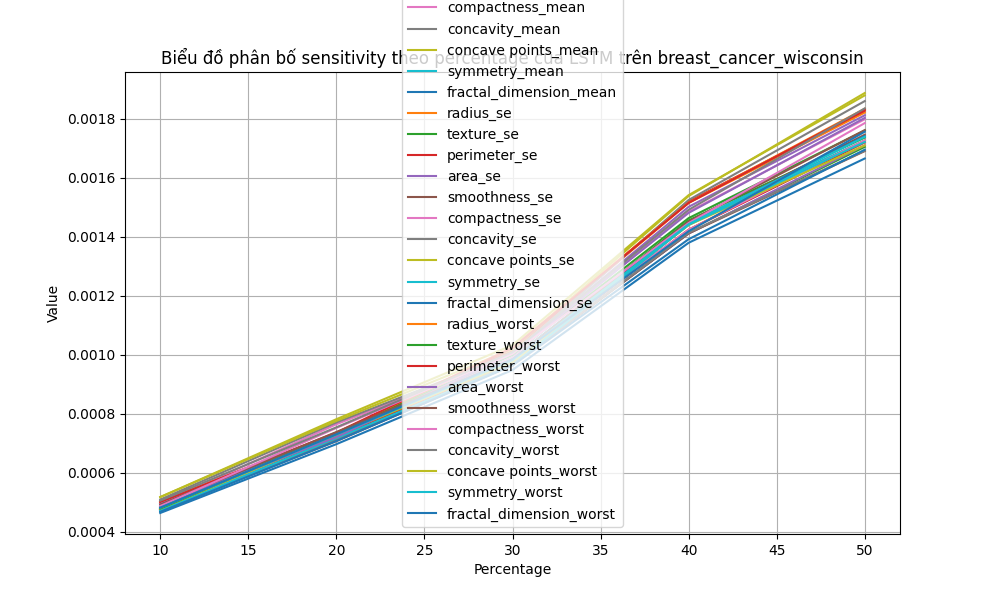 compactness_mean
concavity_mean
concave points_mean
Biểu đồ phân bố sensitivity theo percentage của LSTM trên breast_cancer_wisconsin
symmetry_mean
fractal_dimension_mean
radius_se
texture_se
perimeter_se
area_se
smoothness_se
compactness_se
concavity_se
concave points_se
symmetry_se
fractal_dimension_se
radius_worst
texture_worst
perimeter_worst
area_worst
smoothness_worst
compactness_worst
concavity_worst
concave points_worst
symmetry_worst
fractal_dimension_worst
0.0018
0.0016
0.0014
0.0012
0.0010
0.0008
0.0006
0.0004
Value
10 15 20 25 30 35 40 45 50
Percentage